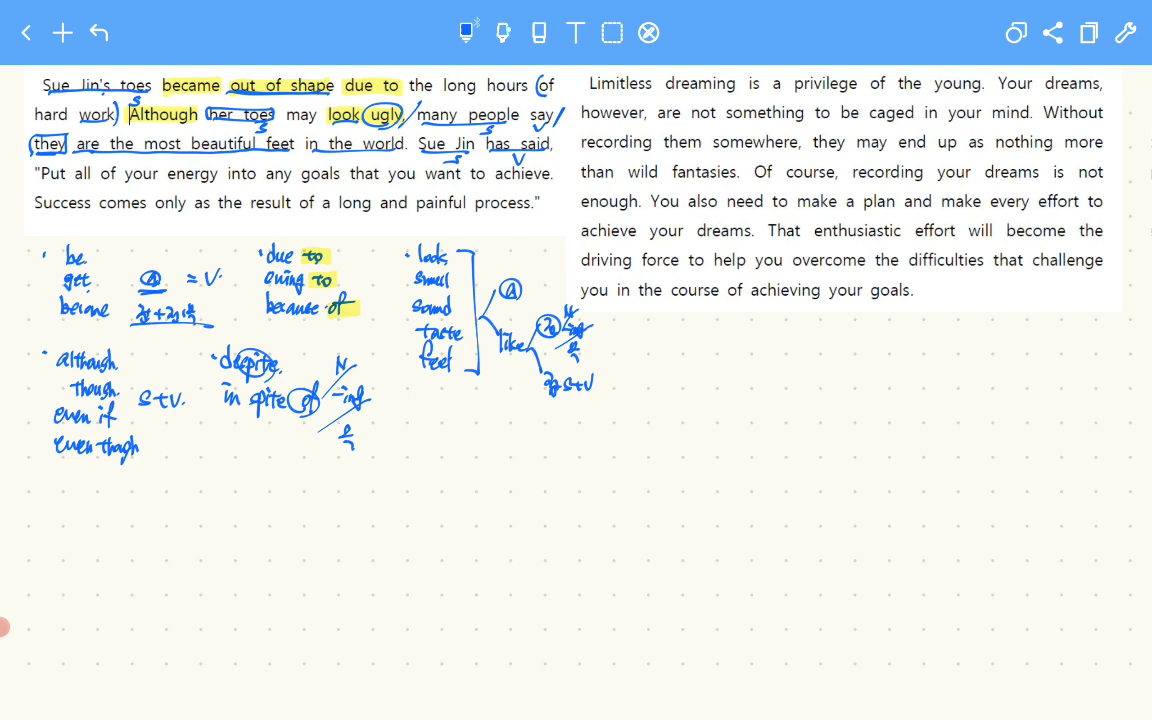 Sue Jin's toes became out of shape due to the long hours of
hard work. Although her toes may look ugly, many people say
they are the most beautiful feet in the world. Sue Jin has said,
"Put all of your energy into any goals that you want to achieve.
Success comes only as the result of a long and painful process."
Limitless dreaming is a privilege of the young. Your dreams,
however, are not something to be caged in your mind. Without
recording them somewhere, they may end up as nothing more
than wild fantasies. Of course, recording your dreams is not
enough. You also need to make a plan and make every effort to
achieve your dreams. That enthusiastic effort will become the
driving force to help you overcome the difficulties that challenge
you in the course of achieving your goals.
S
S
S
V
S
V
be
get
become
A = V
due to
owing to
because of
look
smell
sound
taste
feel
A
like
N
-ing
S+V
although
though
even if
even though
S+V.
despite
in spite of
N
-ing